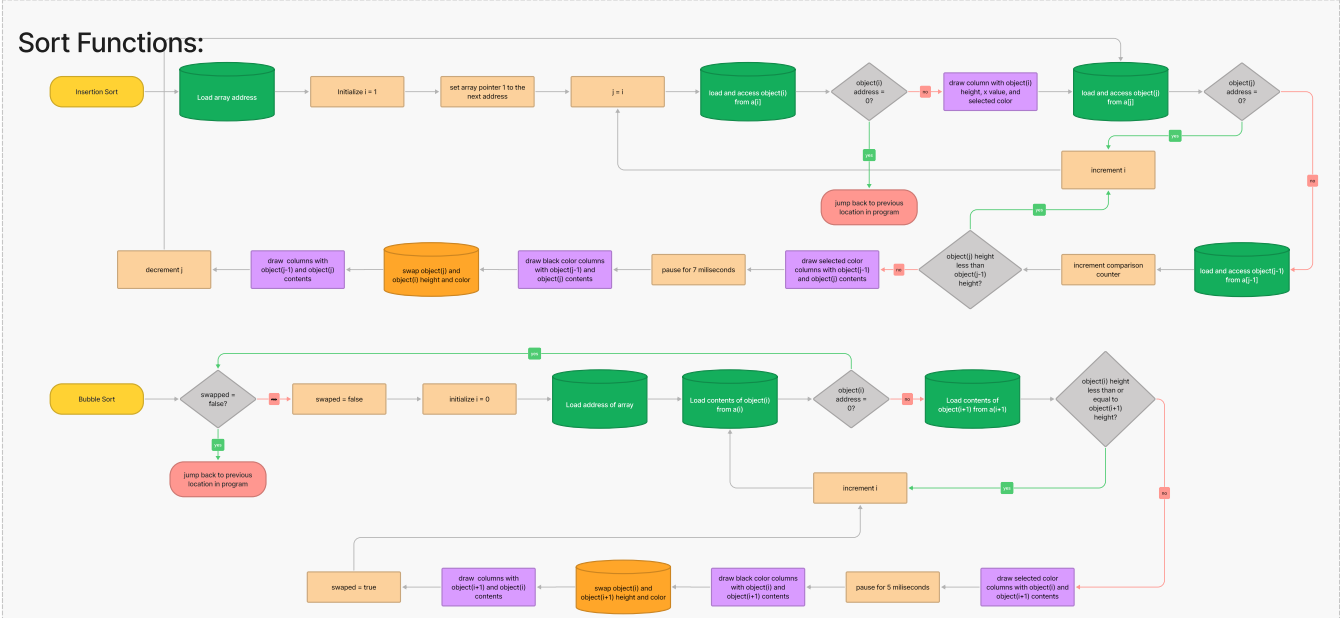 Sort Functions:
Insertion Sort
Load array address
Initialize i = 1
set array pointer 1 to the
next address
j = i
load and access object(i)
from a[i]
object(i)
address =
0?
no
draw column with object(i)
height, x value, and
selected color
load and access object(j)
from a[j]
object(j)
address =
0?
yes
no
yes
increment i
jump back to previous
location in program
yes
decrement j
draw columns with
object(j-1) and object(j)
contents
swap object(j) and
object(i) height and color
draw black color columns
with object(j-1) and
object(j) contents
pause for 7 miliseconds
draw selected color
columns with object(j-1)
and object(j) contents
no
object(j) height
less than
object(j-1)
height?
increment comparison
counter
load and access object(j-1)
from a[j-1]
yes
Bubble Sort
swapped =
false?
swapped = false
initialize i = 0
Load address of array
Load contents of object(i)
from a(i)
object(i)
address =
0?
no
Load contents of
object(i+1) from a(i+1)
object(i) height
less than or
equal to
object(i+1)
height?
yes
jump back to previous
location in program
increment i
yes
no
swaped = true
draw columns with
object(i+1) and object(i)
contents
swap object(i) and
object(i+1) height and color
draw black color columns
with object(i) and
object(i+1) contents
pause for 5 miliseconds
draw selected color
columns with object(i) and
object(i+1) contents